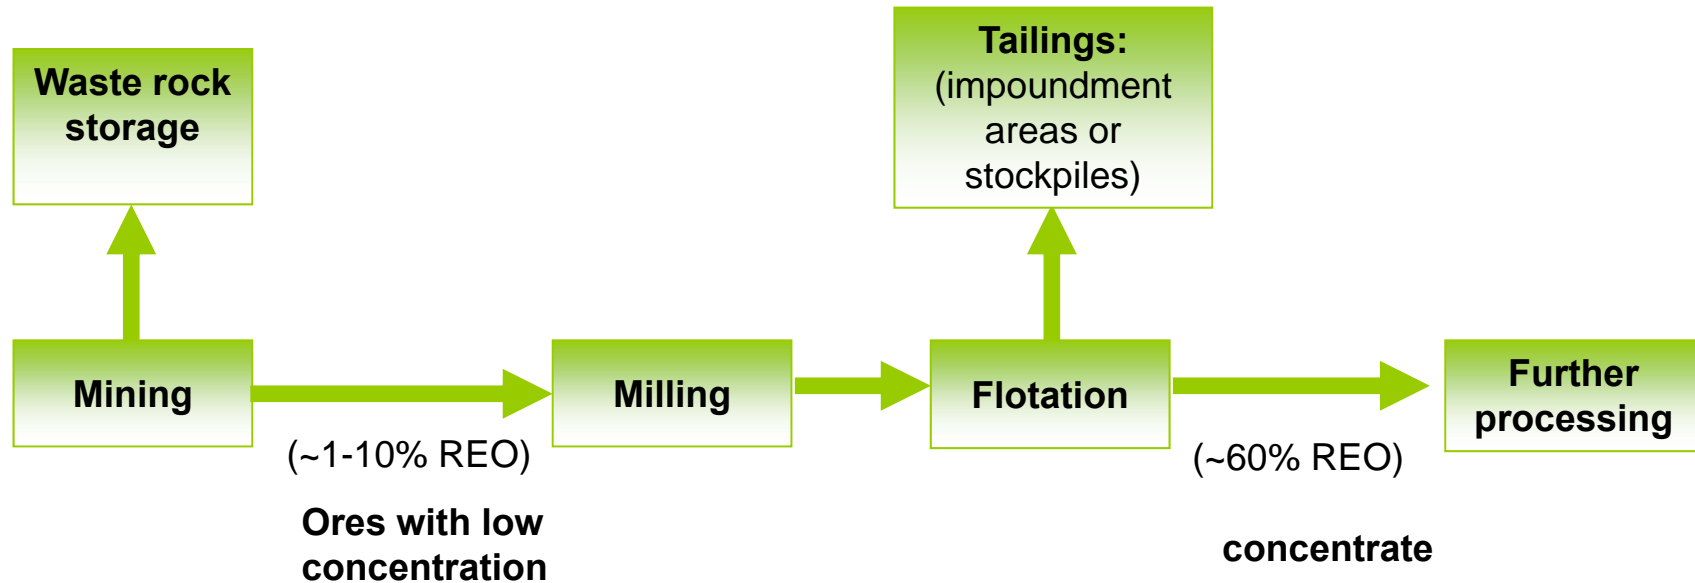 Waste rock
storage
Tailings:
(impoundment
areas or
stockpiles)
Mining
Milling
Flotation
Further
processing
(~1-10% REO)
(~60% REO)
Ores with low
concentration
concentrate